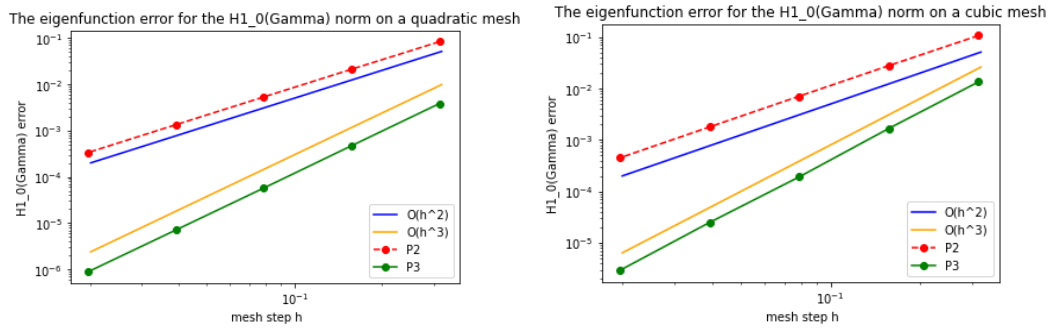 The eigenfunction error for the H1_0(Gamma) norm on a quadratic mesh
10^-1
10^-2
10^-3
10^-4
10^-5
10^-6
H1_0(Gamma) error
O(h^2)
O(h^3)
P2
P3
10^-1
mesh step h
The eigenfunction error for the H1_0(Gamma) norm on a cubic mesh
10^-1
10^-2
10^-3
10^-4
10^-5
H1_0(Gamma) error
O(h^2)
O(h^3)
P2
P3
10^-1
mesh step h